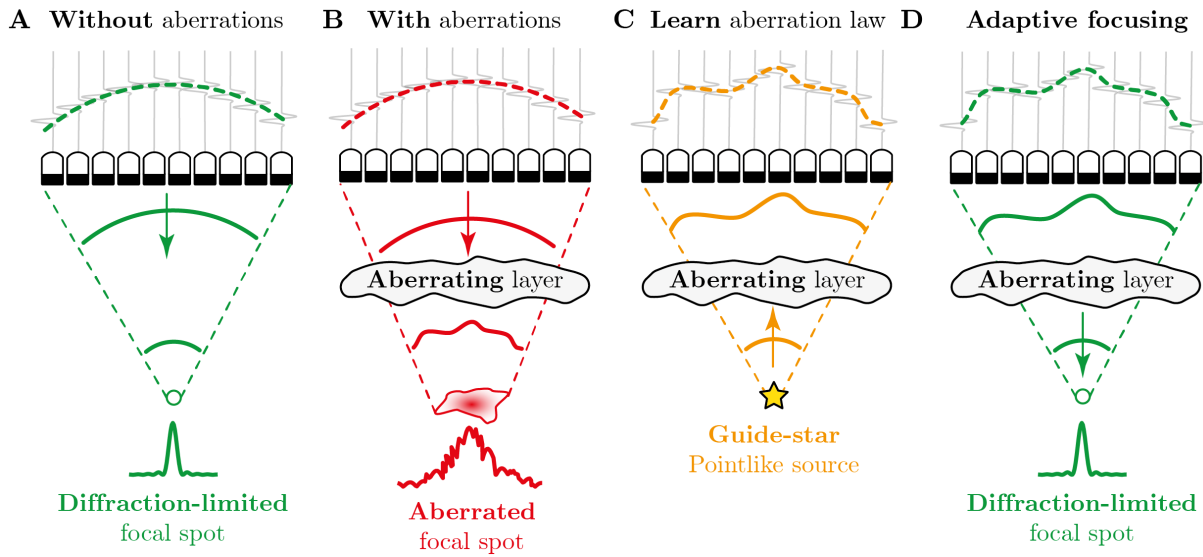 A Without aberrations
Diffraction-limited
focal spot
B With aberrations
Aberrating layer
Aberrated
focal spot
C Learn aberration law
Aberrating layer
Guide-star
Pointlike source
D Adaptive focusing
Aberrating layer
Diffraction-limited
focal spot